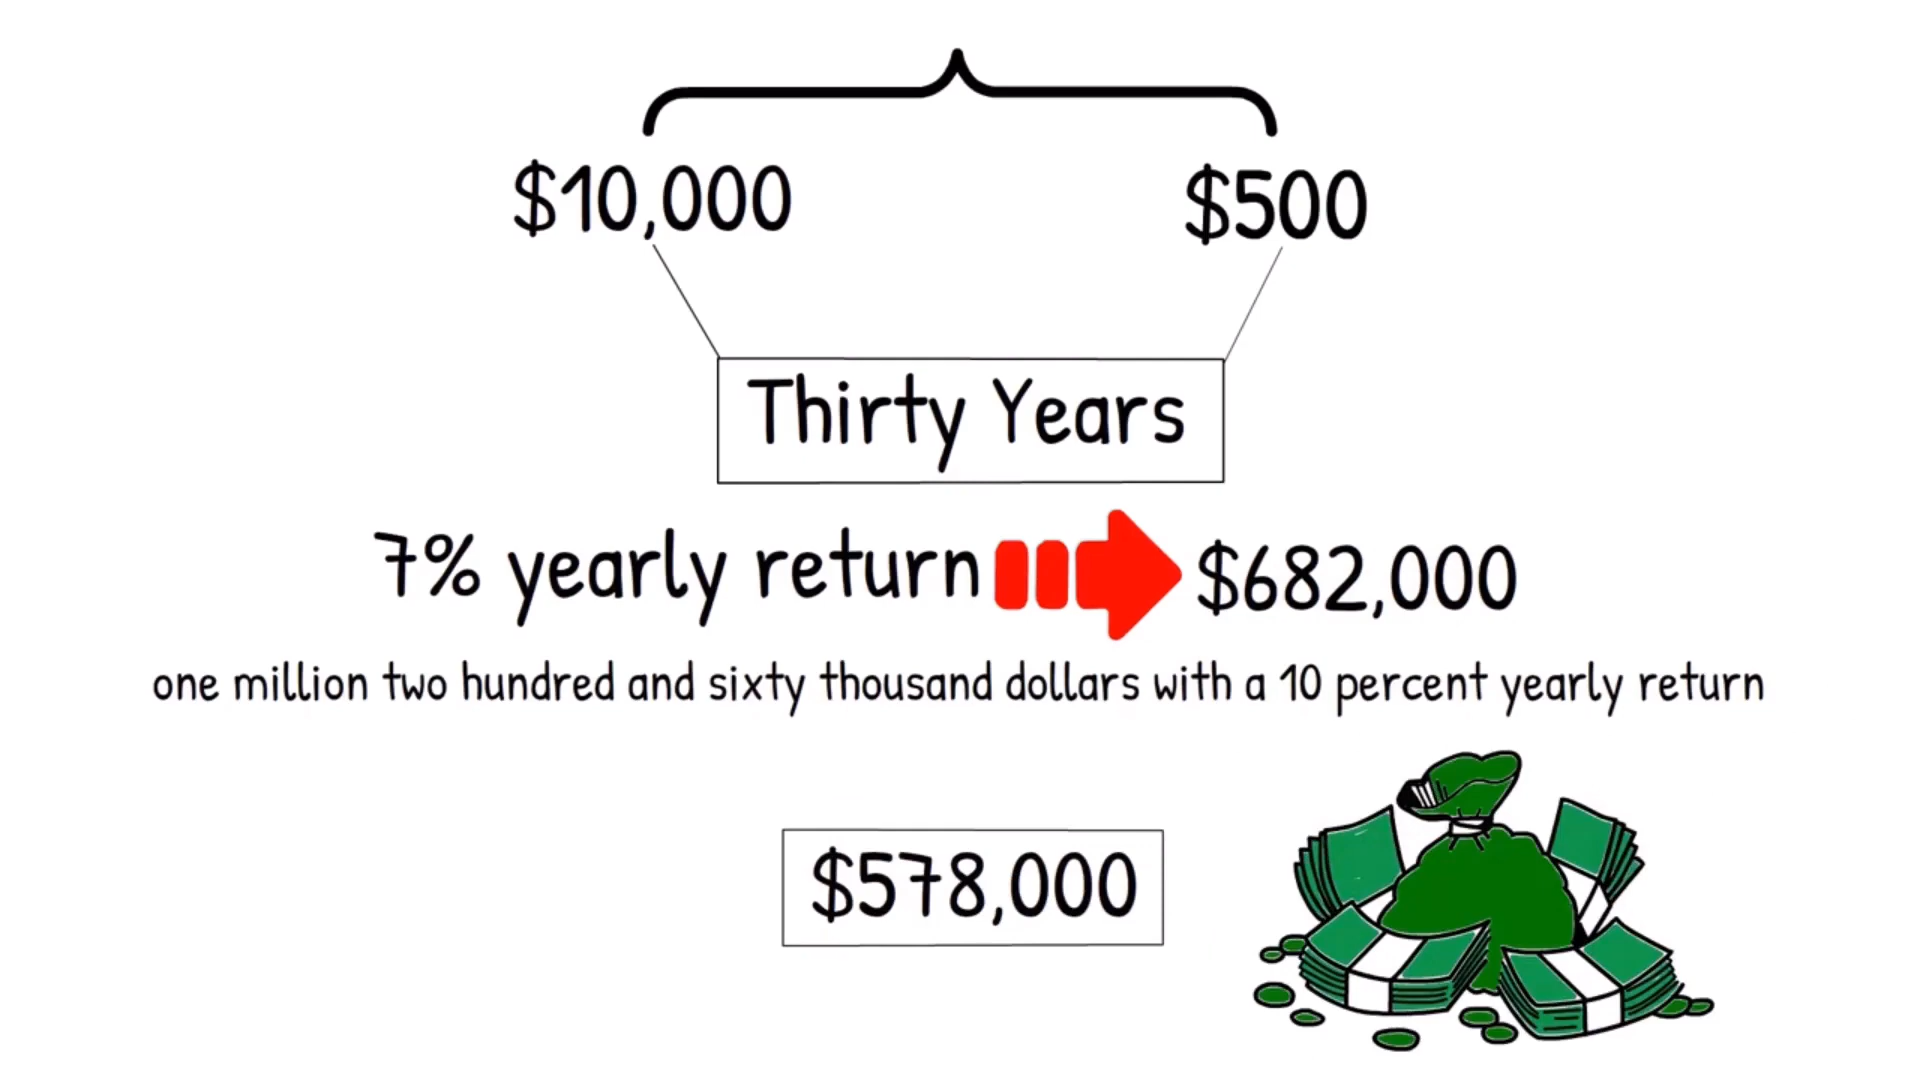 $10,000 $500
Thirty Years
7% yearly return $682,000
one million two hundred and sixty thousand dollars with a 10 percent yearly return
$578,000